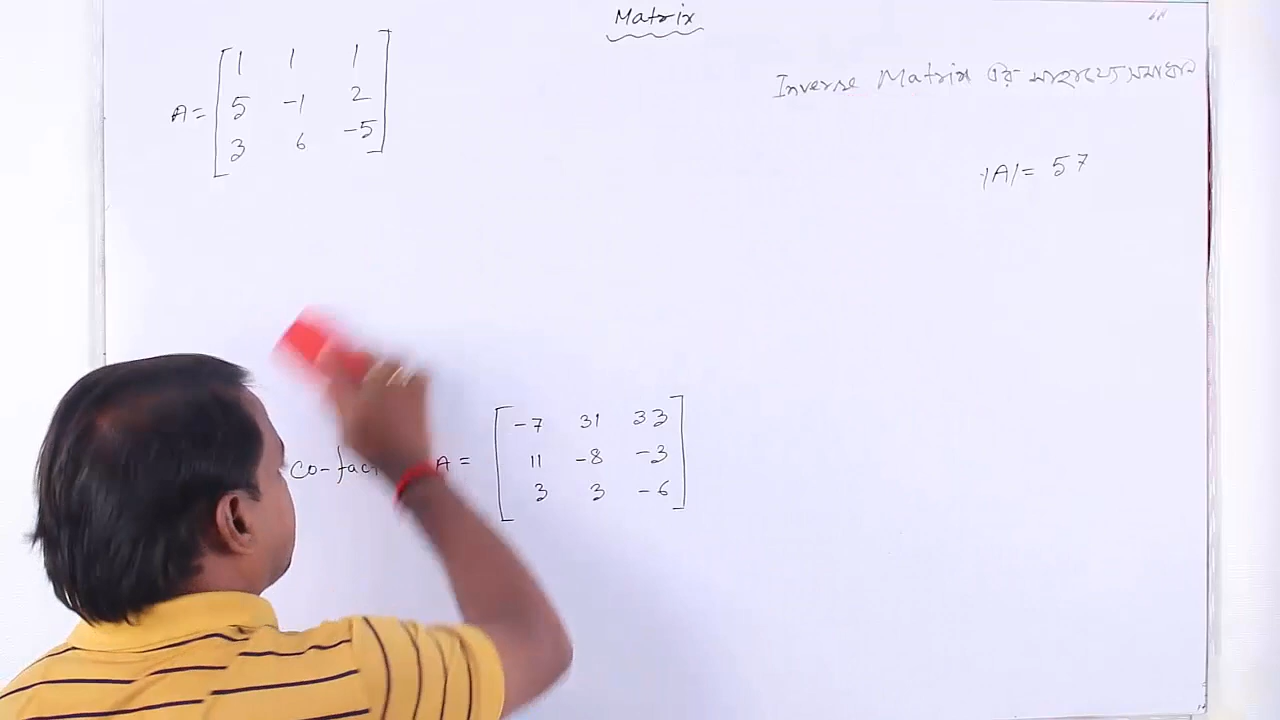 Matrix
A = [ 1 1 1
5 -1 2
3 6 -5 ]
Inverse Matrix এর সাহায্যে সমাধান
|A| = 57
Co-fact A = [ -7 31 33
11 -8 -3
3 3 -6 ]